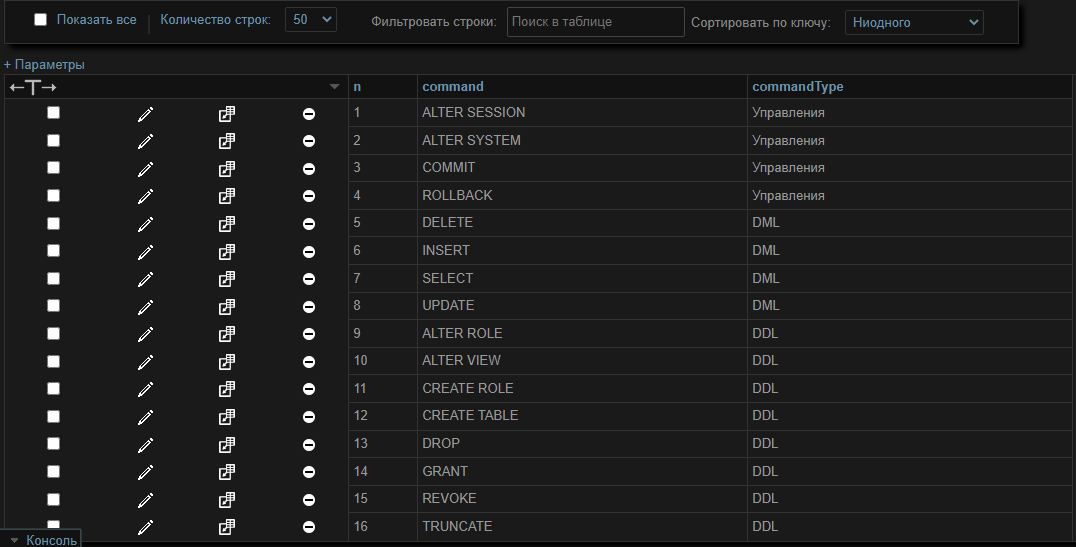 Показать все Количество строк: 50 Фильтровать строки: Поиск в таблице Сортировать по ключу: Ниодного
+ Параметры
←T→ n command commandType
1 ALTER SESSION Управления
2 ALTER SYSTEM Управления
3 COMMIT Управления
4 ROLLBACK Управления
5 DELETE DML
6 INSERT DML
7 SELECT DML
8 UPDATE DML
9 ALTER ROLE DDL
10 ALTER VIEW DDL
11 CREATE ROLE DDL
12 CREATE TABLE DDL
13 DROP DDL
14 GRANT DDL
15 REVOKE DDL
16 TRUNCATE DDL
Консоль